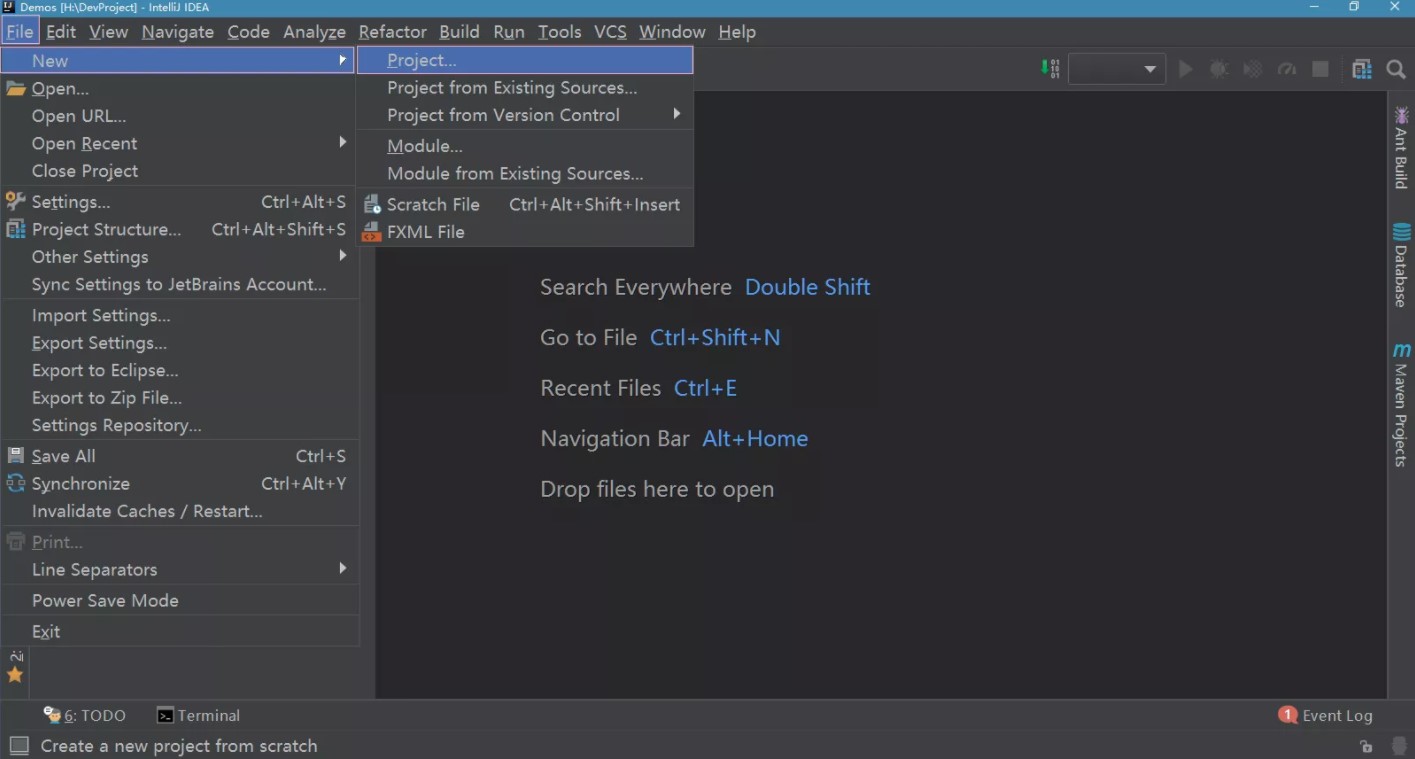 Demos [H:\DevProject] - IntelliJ IDEA
File Edit View Navigate Code Analyze Refactor Build Run Tools VCS Window Help
New
Open...
Open URL...
Open Recent
Close Project
Settings... Ctrl+Alt+S
Project Structure... Ctrl+Alt+Shift+S
Other Settings
Sync Settings to JetBrains Account...
Import Settings...
Export Settings...
Export to Eclipse...
Export to Zip File...
Settings Repository...
Save All Ctrl+S
Synchronize Ctrl+Alt+Y
Invalidate Caches / Restart...
Print...
Line Separators
Power Save Mode
Exit
Project...
Project from Existing Sources...
Project from Version Control
Module...
Module from Existing Sources...
Scratch File Ctrl+Alt+Shift+Insert
FXML File
Search Everywhere Double Shift
Go to File Ctrl+Shift+N
Recent Files Ctrl+E
Navigation Bar Alt+Home
Drop files here to open
Ant Build
Database
Maven Projects
6: TODO
Terminal
1 Event Log
Create a new project from scratch